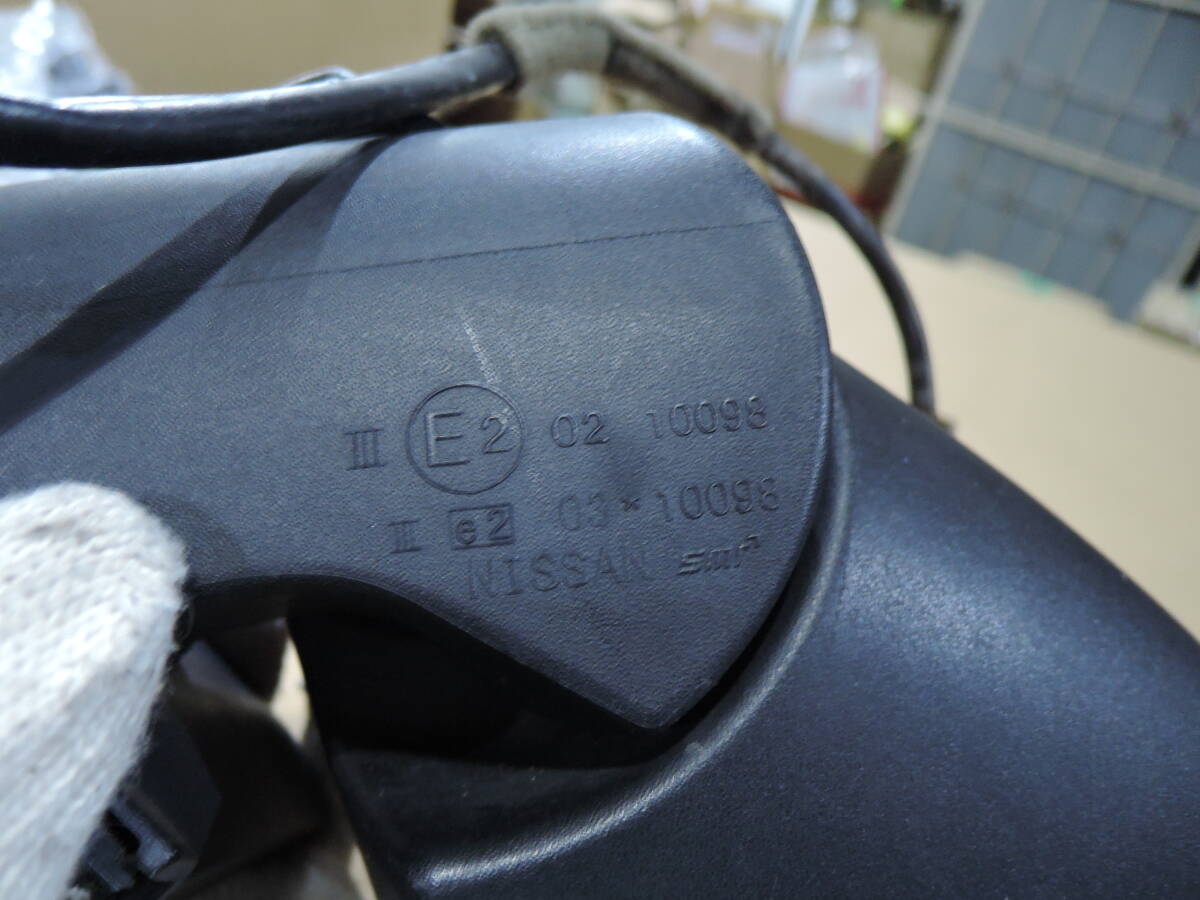 III E2 02 10098
II e2 03*10098
NISSAN smr